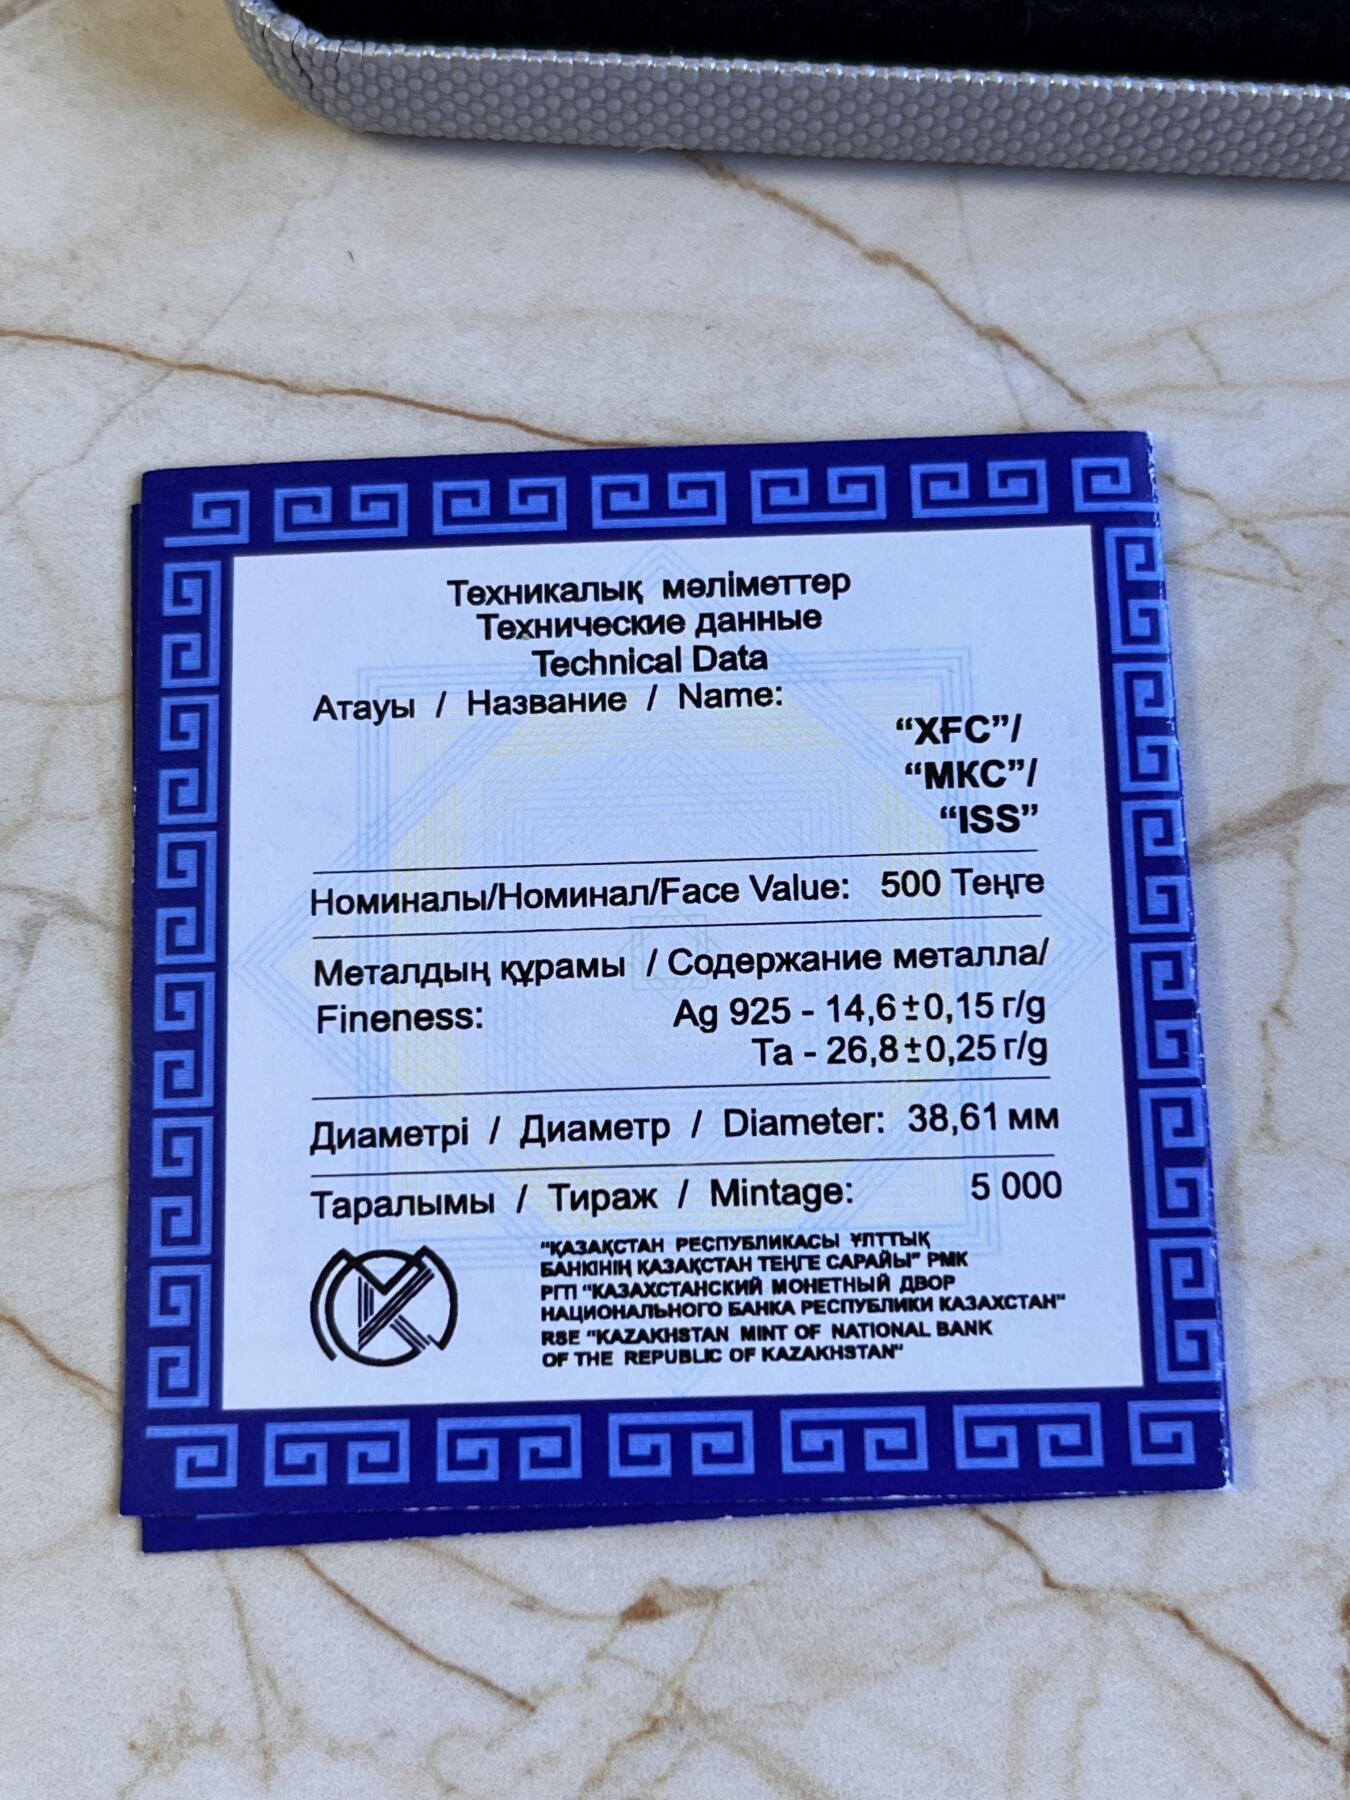 Техникалық мәліметтер
Технические данные
Technical Data
Атауы / Название / Name:
“ХҒС”/
“МКС”/
“ISS”
Номиналы/Номинал/Face Value: 500 Теңге
Металдың құрамы / Содержание металла/
Fineness: Ag 925 - 14,6±0,15 г/g
Ta - 26,8±0,25 г/g
Диаметрі / Диаметр / Diameter: 38,61 мм
Таралымы / Тираж / Mintage: 5 000
"ҚАЗАҚСТАН РЕСПУБЛИКАСЫ ҰЛТТЫҚ
БАНКІНІҢ ҚАЗАҚСТАН ТЕҢГЕ САРАЙЫ" РМК
РГП "КАЗАХСТАНСКИЙ МОНЕТНЫЙ ДВОР
НАЦИОНАЛЬНОГО БАНКА РЕСПУБЛИКИ КАЗАХСТАН"
RSE "KAZAKHSTAN MINT OF NATIONAL BANK
OF THE REPUBLIC OF KAZAKHSTAN"